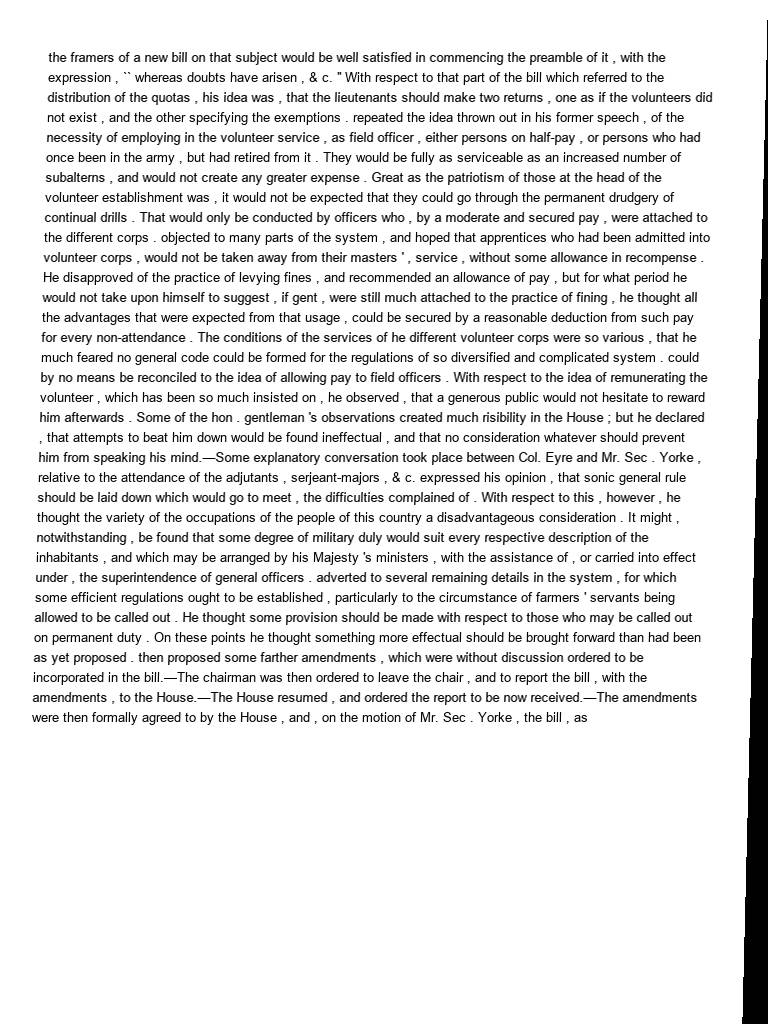 the framers of a new bill on that subject would be well satisfied in commencing the preamble of it , with the
expression , `` whereas doubts have arisen , & c. " With respect to that part of the bill which referred to the
distribution of the quotas , his idea was , that the lieutenants should make two returns , one as if the volunteers did
not exist , and the other specifying the exemptions . repeated the idea thrown out in his former speech , of the
necessity of employing in the volunteer service , as field officer , either persons on half-pay , or persons who had
once been in the army , but had retired from it . They would be fully as serviceable as an increased number of
subalterns , and would not create any greater expense . Great as the patriotism of those at the head of the
volunteer establishment was , it would not be expected that they could go through the permanent drudgery of
continual drills . That would only be conducted by officers who , by a moderate and secured pay , were attached to
the different corps . objected to many parts of the system , and hoped that apprentices who had been admitted into
volunteer corps , would not be taken away from their masters ' , service , without some allowance in recompense .
He disapproved of the practice of levying fines , and recommended an allowance of pay , but for what period he
would not take upon himself to suggest , if gent , were still much attached to the practice of fining , he thought all
the advantages that were expected from that usage , could be secured by a reasonable deduction from such pay
for every non-attendance . The conditions of the services of he different volunteer corps were so various , that he
much feared no general code could be formed for the regulations of so diversified and complicated system . could
by no means be reconciled to the idea of allowing pay to field officers . With respect to the idea of remunerating the
volunteer , which has been so much insisted on , he observed , that a generous public would not hesitate to reward
him afterwards . Some of the hon . gentleman 's observations created much risibility in the House ; but he declared
, that attempts to beat him down would be found ineffectual , and that no consideration whatever should prevent
him from speaking his mind.—Some explanatory conversation took place between Col. Eyre and Mr. Sec . Yorke ,
relative to the attendance of the adjutants , serjeant-majors , & c. expressed his opinion , that sonic general rule
should be laid down which would go to meet , the difficulties complained of . With respect to this , however , he
thought the variety of the occupations of the people of this country a disadvantageous consideration . It might ,
notwithstanding , be found that some degree of military duly would suit every respective description of the
inhabitants , and which may be arranged by his Majesty 's ministers , with the assistance of , or carried into effect
under , the superintendence of general officers . adverted to several remaining details in the system , for which
some efficient regulations ought to be established , particularly to the circumstance of farmers ' servants being
allowed to be called out . He thought some provision should be made with respect to those who may be called out
on permanent duty . On these points he thought something more effectual should be brought forward than had been
as yet proposed . then proposed some farther amendments , which were without discussion ordered to be
incorporated in the bill.—The chairman was then ordered to leave the chair , and to report the bill , with the
amendments , to the House.—The House resumed , and ordered the report to be now received.—The amendments
were then formally agreed to by the House , and , on the motion of Mr. Sec . Yorke , the bill , as